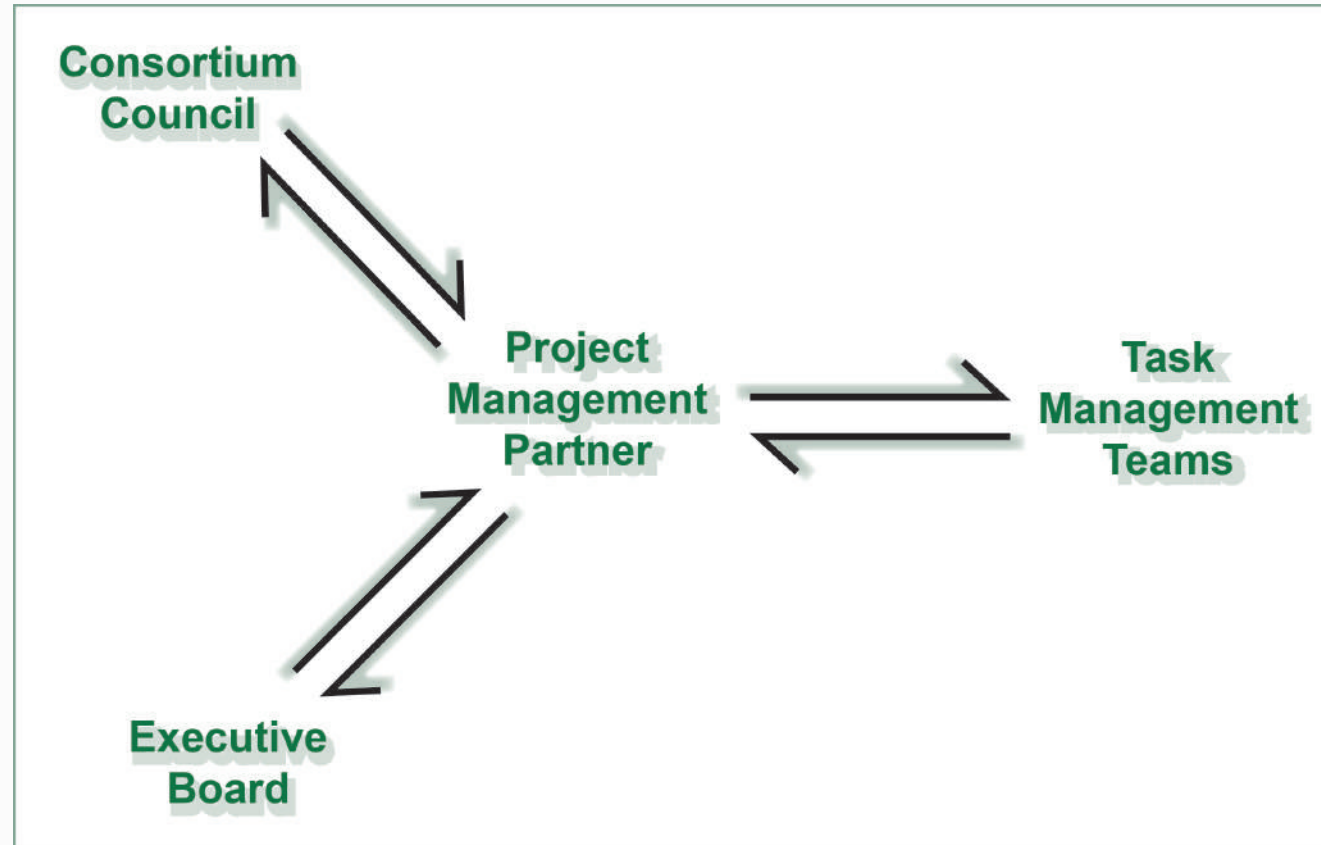 Consortium
Council
Project
Management
Partner
Task
Management
Teams
Executive
Board